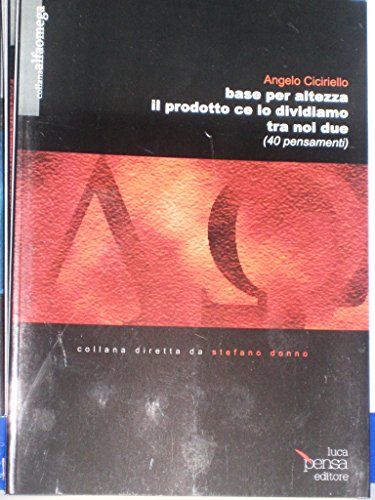 collana alfaomega
Angelo Ciciriello
base per altezza
il prodotto ce lo dividiamo
tra noi due
(40 pensamenti)
ΑΩ
collana diretta da stefano donno
luca
pensa
editore